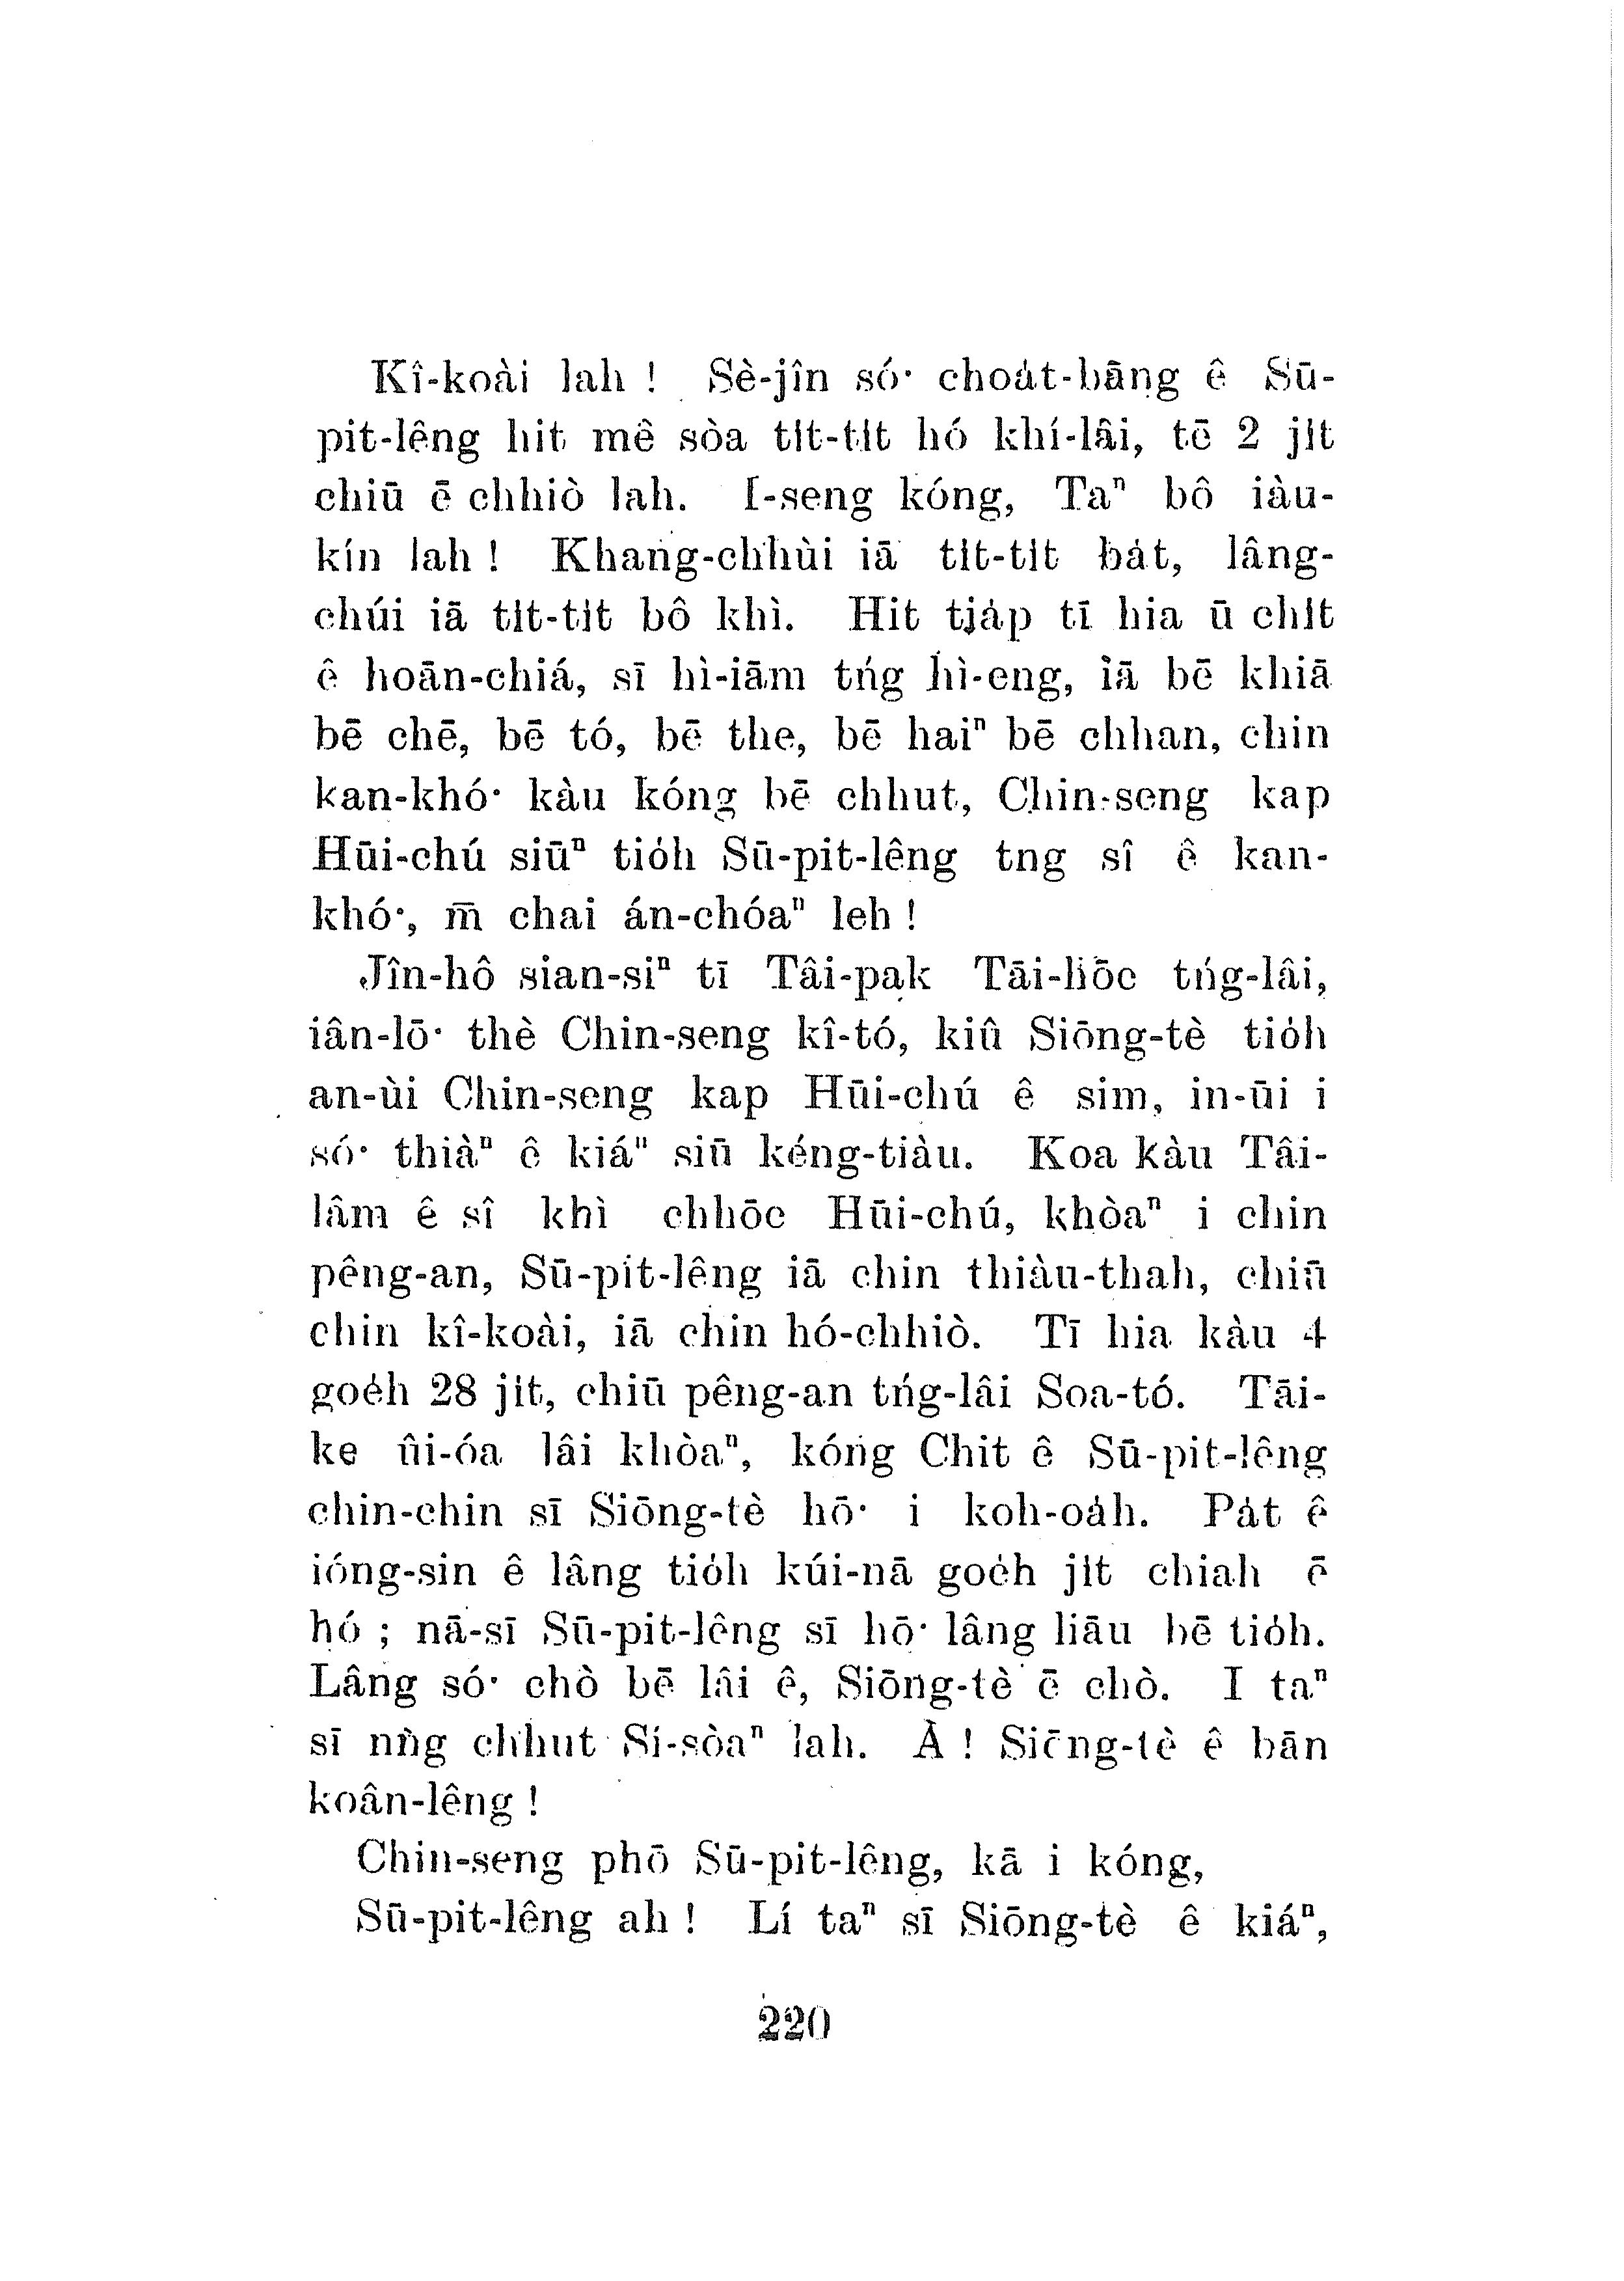 Kî-koài lah ! Sè-jîn só͘ choa̍t-bāng ê Sū-
pit-lêng hit mê sòa ti̍t-ti̍t hó khí-lâi, tē 2 ji̍t
chiū ē chhiò lah. I-seng kóng, Taⁿ bô iàu-
kín lah ! Khang-chhùi iā ti̍t-ti̍t ba̍t, lâng-
chúi iā ti̍t-ti̍t bô khì. Hit tja̍p tī hia ū chi̍t
ê hoān-chiá, sī hì-iām tńg hì-eng, iā bē khiā
bē chē, bē tó, bē the, bē haiⁿ bē chhan, chin
kan-khó͘ kàu kóng bē chhut, Chin-seng kap
Hūi-chú siūⁿ tio̍h Sū-pit-lêng tng sî ê kan-
khó͘, m̄ chai án-chóaⁿ leh !
Jîn-hô sian-siⁿ tī Tâi-pak Tāi-hōc tńg-lâi,
iân-lō͘ thè Chin-seng kî-tó, kiû Siōng-tè tio̍h
an-ùi Chin-seng kap Hūi-chú ê sim, in-ūi i
só͘ thiàⁿ ê kiáⁿ siū kéng-tiàu. Koa kàu Tâi-
lâm ê sî khì chhōc Hūi-chú, khòaⁿ i chin
pêng-an, Sū-pit-lêng iā chin thiàu-thah, chiū
chin kî-koài, iā chin hó-chhiò. Tī hia kàu 4
goe̍h 28 ji̍t, chiū pêng-an tńg-lâi Soa-tó. Tāi-
ke ûi-óa lâi khòaⁿ, kóng Chit ê Sū-pit-lêng
chin-chin sī Siōng-tè hō͘ i koh-oa̍h. Pa̍t ê
ióng-sin ê lâng tio̍h kúi-nā goe̍h ji̍t chiah ē
hó ; nā-sī Sū-pit-lêng sī hō͘ lâng liāu bē tio̍h.
Lâng só͘ chò bē lâi ê, Siōng-tè ē chò. I taⁿ
sī nǹg chhut Sí-sòaⁿ lah. À ! Siōng-tè ê bān
koân-lêng !
Chin-seng phō Sū-pit-lêng, kā i kóng,
Sū-pit-lêng ah ! Lí taⁿ sī Siōng-tè ê kiáⁿ,
220